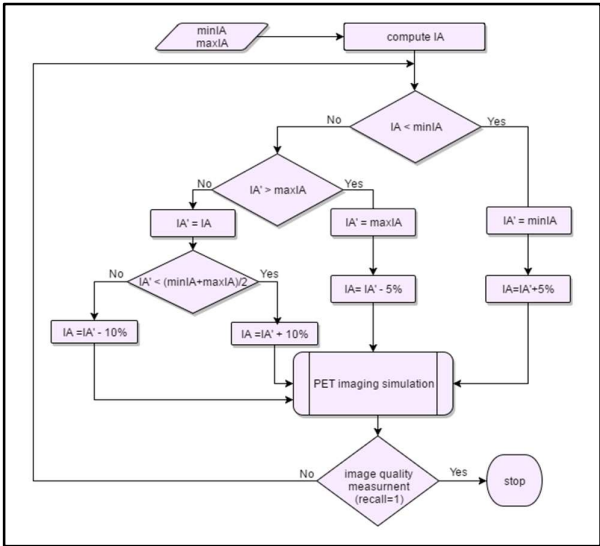 minIA
maxIA
compute IA
IA < minIA
No
Yes
IA' > maxIA
No
Yes
IA' = IA
IA' = maxIA
IA' = minIA
IA' < (minIA+maxIA)/2
No
Yes
IA= IA' - 5%
IA=IA'+5%
IA =IA' - 10%
IA =IA' + 10%
PET imaging simulation
image quality
measurnent
(recall=1)
No
Yes
stop